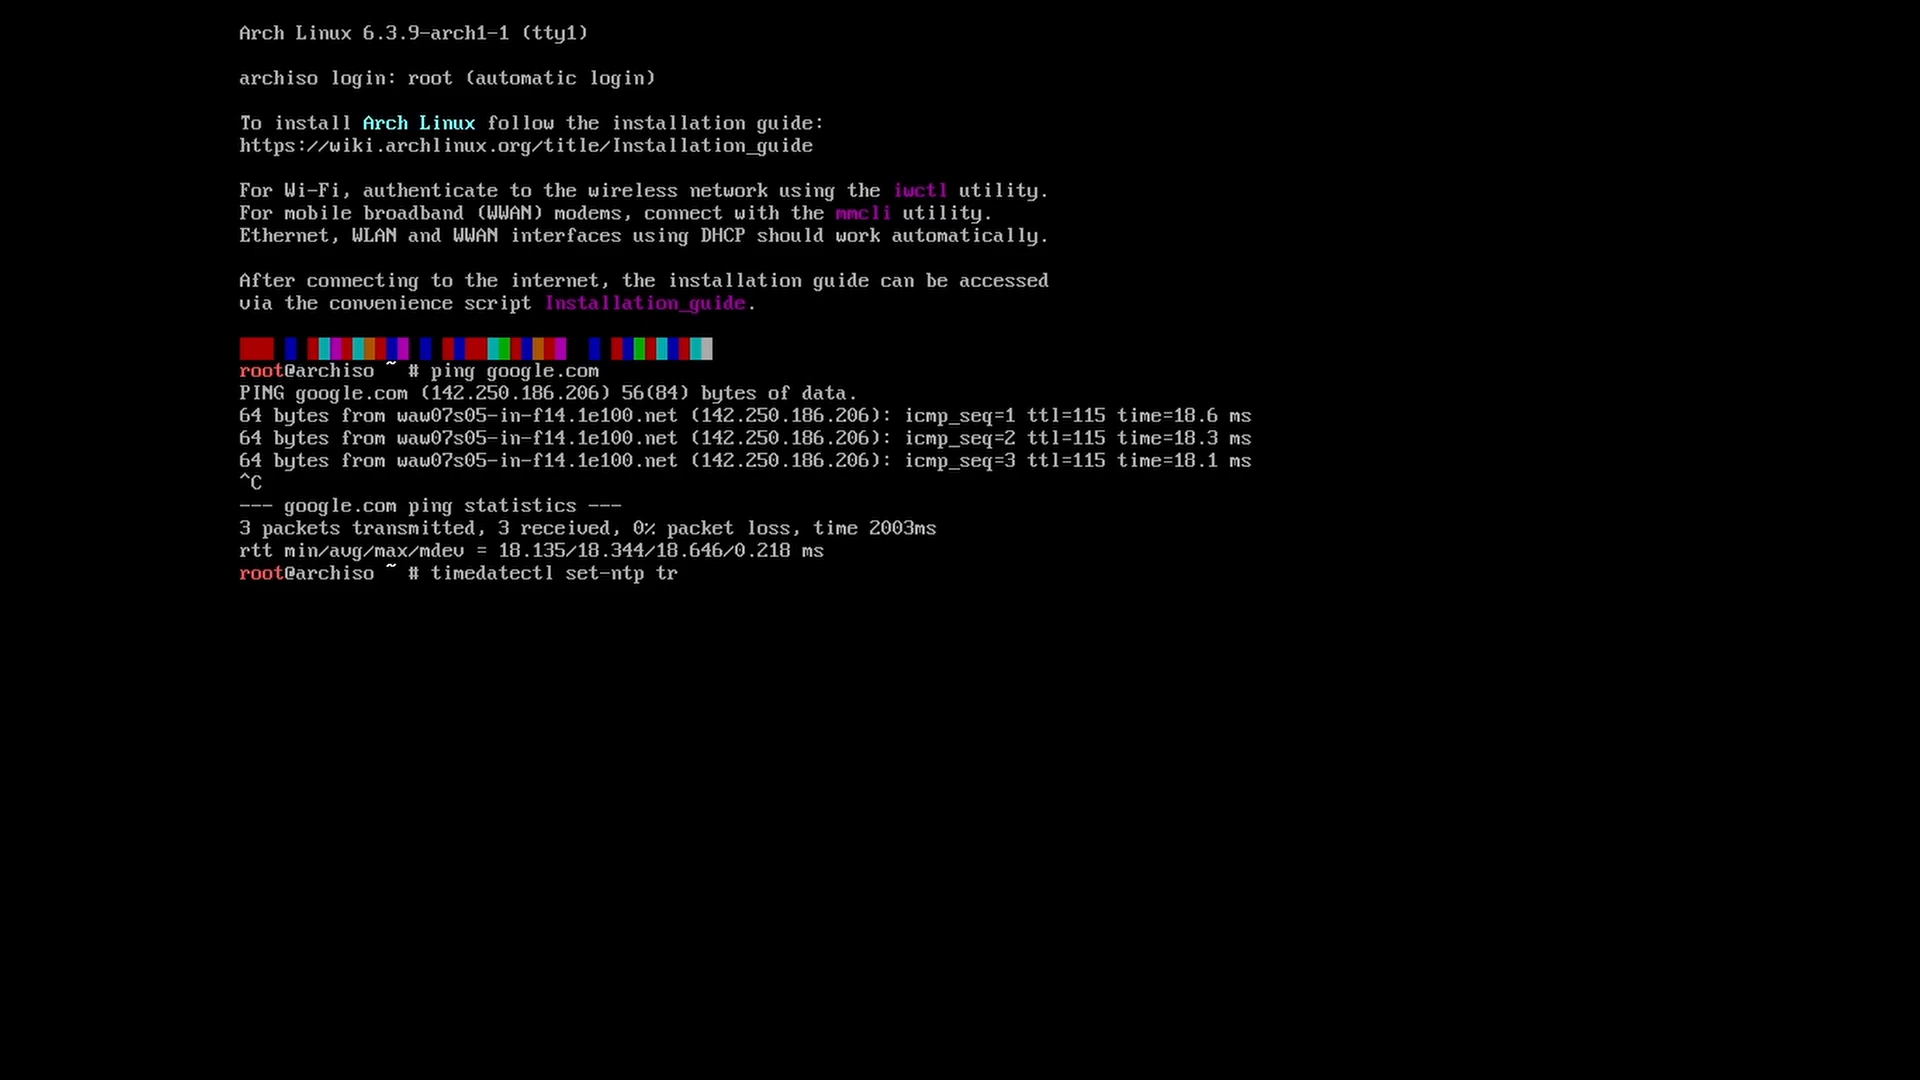 Arch Linux 6.3.9-arch1-1 (tty1)
archiso login: root (automatic login)
To install Arch Linux follow the installation guide:
https://wiki.archlinux.org/title/Installation_guide
For Wi-Fi, authenticate to the wireless network using the iwctl utility.
For mobile broadband (WWAN) modems, connect with the mmcli utility.
Ethernet, WLAN and WWAN interfaces using DHCP should work automatically.
After connecting to the internet, the installation guide can be accessed
via the convenience script Installation_guide.
root@archiso ~ # ping google.com
PING google.com (142.250.186.206) 56(84) bytes of data.
64 bytes from waw07s05-in-f14.1e100.net (142.250.186.206): icmp_seq=1 ttl=115 time=18.6 ms
64 bytes from waw07s05-in-f14.1e100.net (142.250.186.206): icmp_seq=2 ttl=115 time=18.3 ms
64 bytes from waw07s05-in-f14.1e100.net (142.250.186.206): icmp_seq=3 ttl=115 time=18.1 ms
^C
--- google.com ping statistics ---
3 packets transmitted, 3 received, 0% packet loss, time 2003ms
rtt min/avg/max/mdev = 18.135/18.344/18.646/0.218 ms
root@archiso ~ # timedatectl set-ntp tr